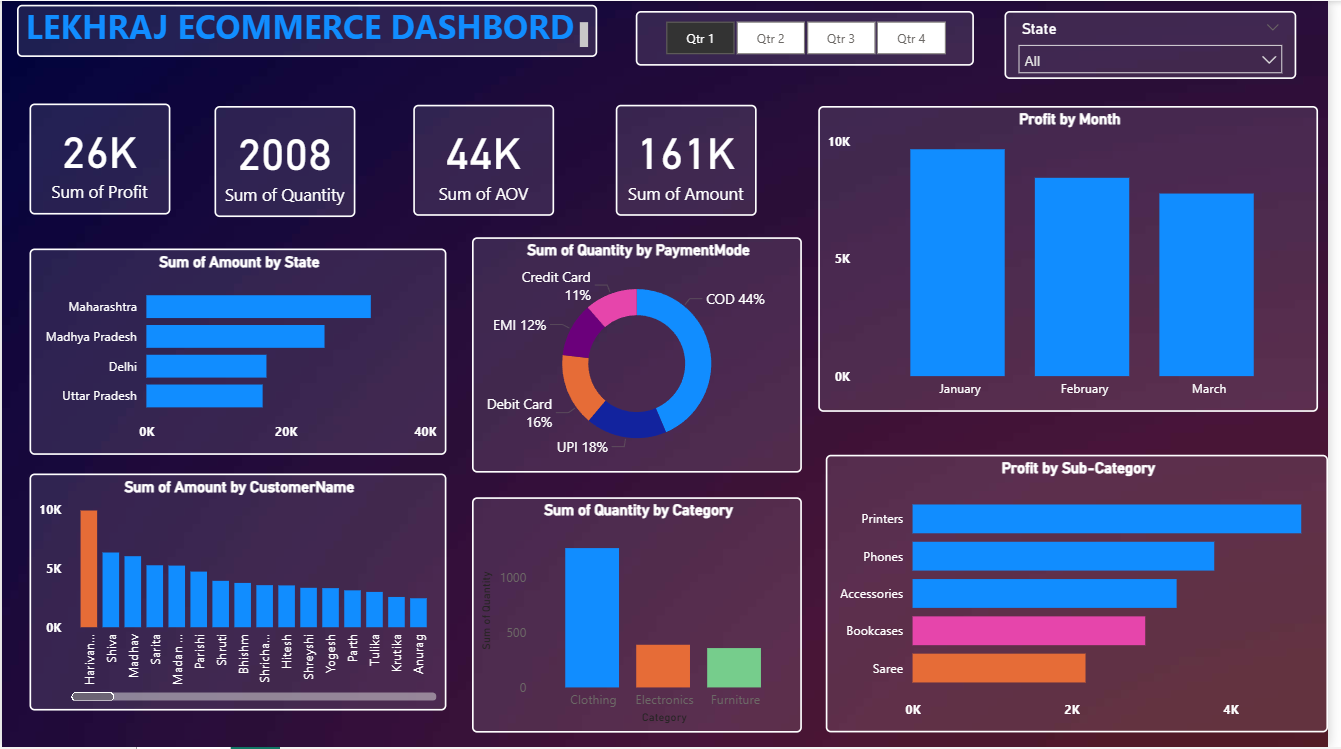 LEKHRAJ ECOMMERCE DASHBORD
Qtr 1
Qtr 2
Qtr 3
Qtr 4
State
All
26K
Sum of Profit
2008
Sum of Quantity
44K
Sum of AOV
161K
Sum of Amount
Profit by Month
10K
5K
0K
January
February
March
Sum of Amount by State
Maharashtra
Madhya Pradesh
Delhi
Uttar Pradesh
0K
20K
40K
Sum of Quantity by PaymentMode
Credit Card
11%
COD 44%
EMI 12%
Debit Card
16%
UPI 18%
Sum of Amount by CustomerName
10K
5K
0K
Harivan...
Shiva
Madhav
Sarita
Madan ...
Parishi
Shruti
Bhishm
Shricha...
Hitesh
Shreyshi
Yogesh
Parth
Tulika
Krutika
Anurag
Sum of Quantity by Category
Sum of Quantity
1000
500
0
Clothing
Electronics
Furniture
Category
Profit by Sub-Category
Printers
Phones
Accessories
Bookcases
Saree
0K
2K
4K